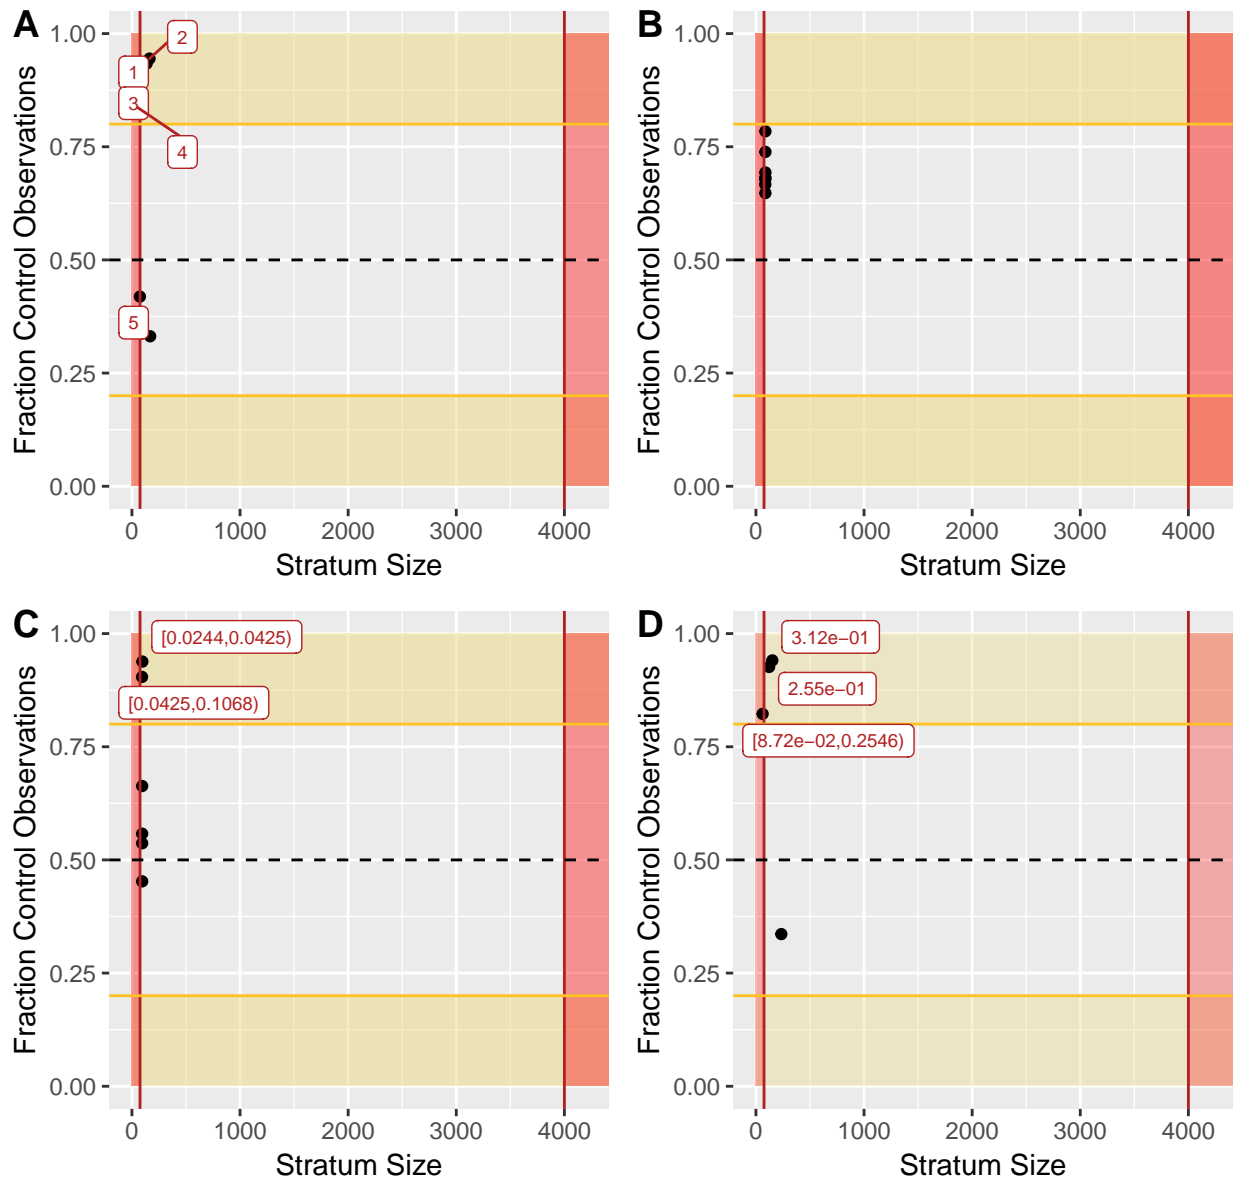 A
Fraction Control Observations
1.00
0.75
0.50
0.25
0.00
2
1
3
4
5
0 1000 2000 3000 4000
Stratum Size
B
Fraction Control Observations
1.00
0.75
0.50
0.25
0.00
0 1000 2000 3000 4000
Stratum Size
C
Fraction Control Observations
1.00
0.75
0.50
0.25
0.00
[0.0244,0.0425)
[0.0425,0.1068)
0 1000 2000 3000 4000
Stratum Size
D
Fraction Control Observations
1.00
0.75
0.50
0.25
0.00
3.12e−01
2.55e−01
[8.72e−02,0.2546)
0 1000 2000 3000 4000
Stratum Size